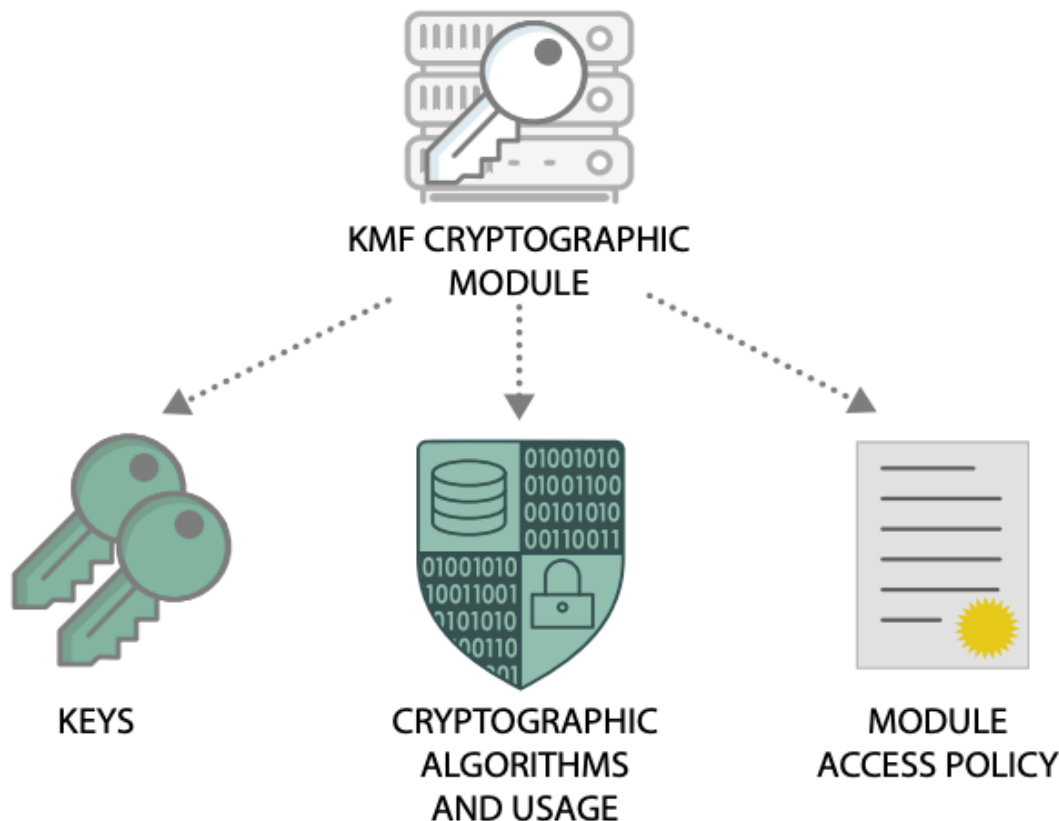 KMF CRYPTOGRAPHIC
MODULE
01001010
01001100
00101010
00110011
01001010
10011001
KEYS
CRYPTOGRAPHIC
ALGORITHMS
AND USAGE
MODULE
ACCESS POLICY